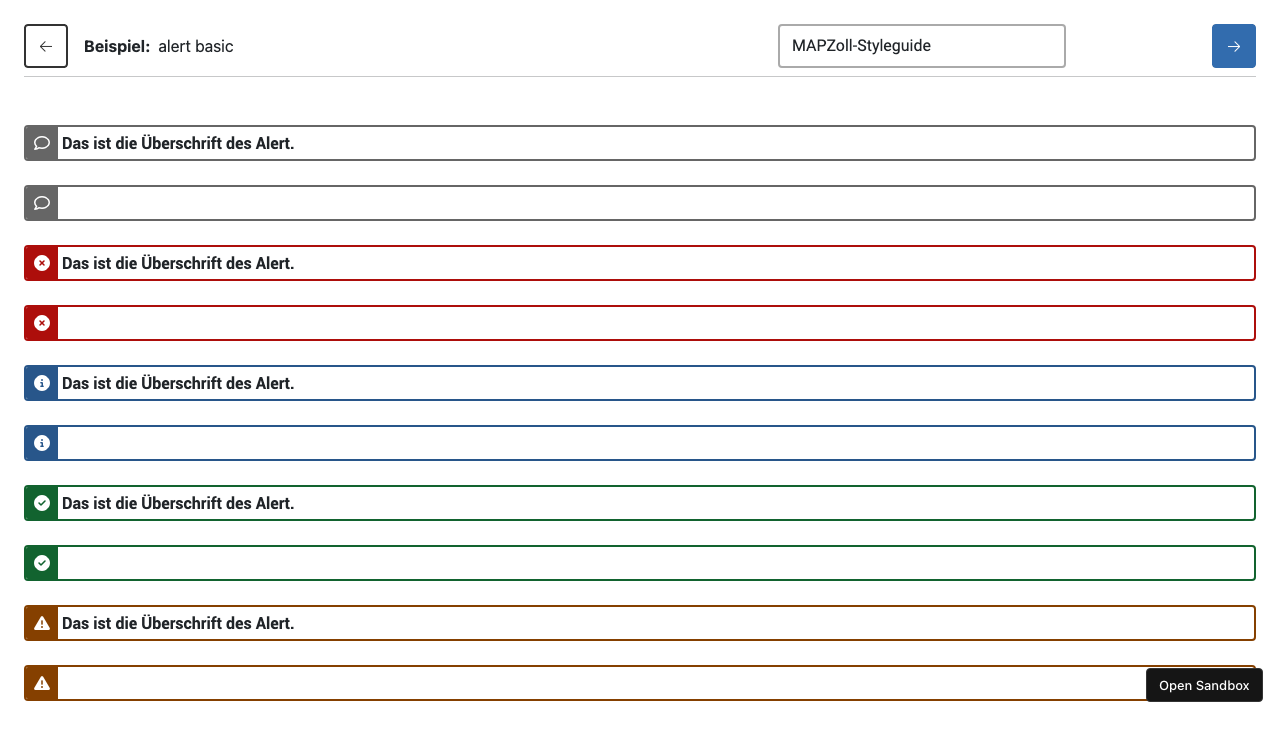 Beispiel: alert basic
MAPZoll-Styleguide
Das ist die Überschrift des Alert.
Das ist die Überschrift des Alert.
Das ist die Überschrift des Alert.
Das ist die Überschrift des Alert.
Das ist die Überschrift des Alert.
Open Sandbox